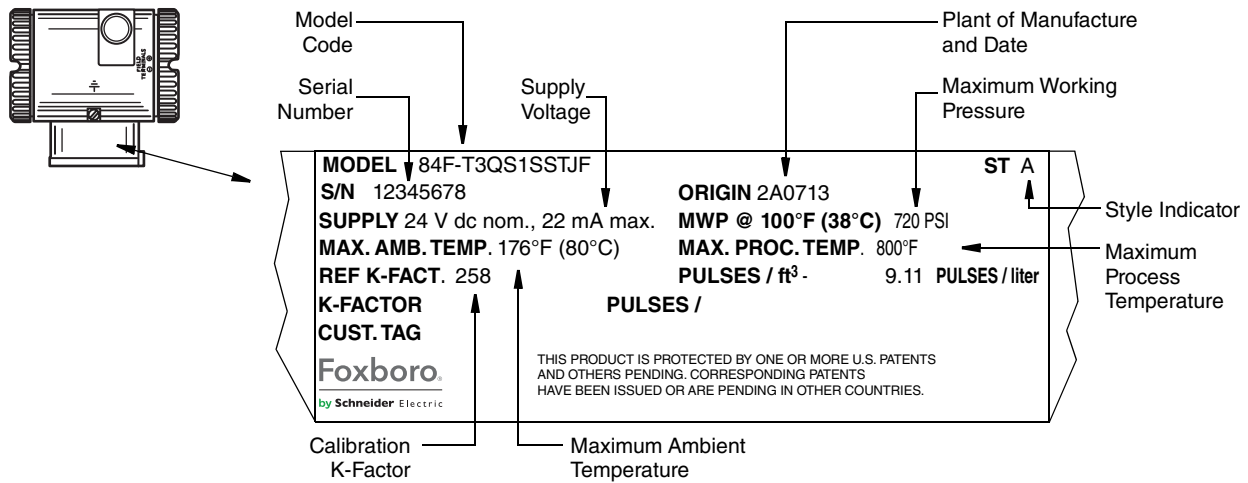 FIELD
TERMINALS
Model
Code
Serial
Number
Supply
Voltage
Plant of Manufacture
and Date
Maximum Working
Pressure
MODEL 84F-T3QS1SSTJF ST A
S/N 12345678 ORIGIN 2A0713
SUPPLY 24 V dc nom., 22 mA max. MWP @ 100°F (38°C) 720 PSI
MAX. AMB. TEMP. 176°F (80°C) MAX. PROC. TEMP. 800°F
REF K-FACT. 258 PULSES / ft³ - 9.11 PULSES / liter
K-FACTOR PULSES /
CUST. TAG
Foxboro®
by Schneider Electric
THIS PRODUCT IS PROTECTED BY ONE OR MORE U.S. PATENTS
AND OTHERS PENDING. CORRESPONDING PATENTS
HAVE BEEN ISSUED OR ARE PENDING IN OTHER COUNTRIES.
Style Indicator
Maximum
Process
Temperature
Calibration
K-Factor
Maximum Ambient
Temperature